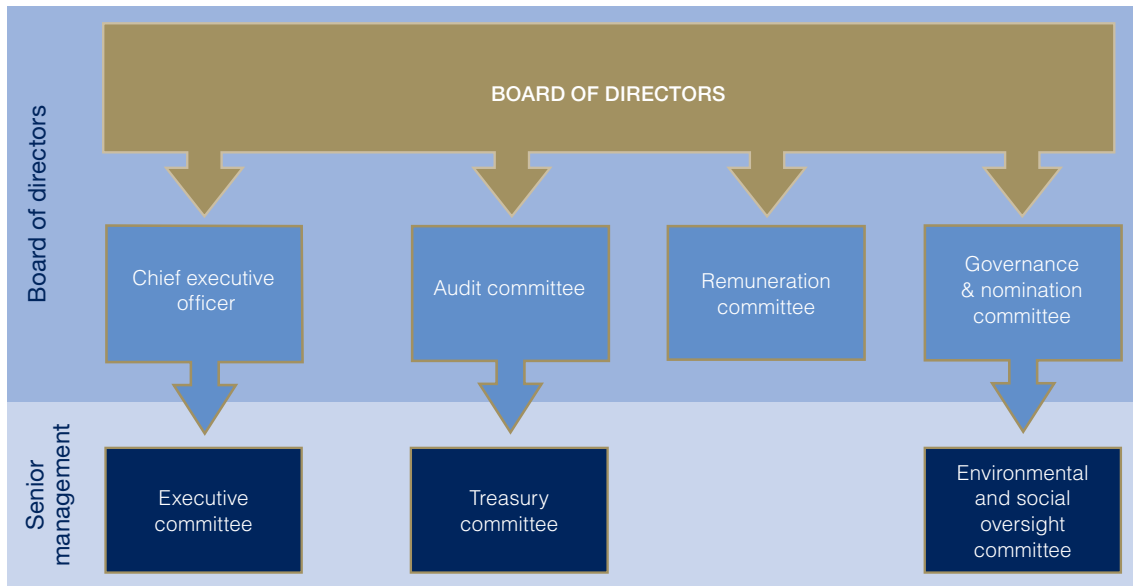 Board of directors
BOARD OF DIRECTORS
Chief executive
officer
Audit committee
Remuneration
committee
Governance
& nomination
committee
Senior
management
Executive
committee
Treasury
committee
Environmental
and social
oversight
committee